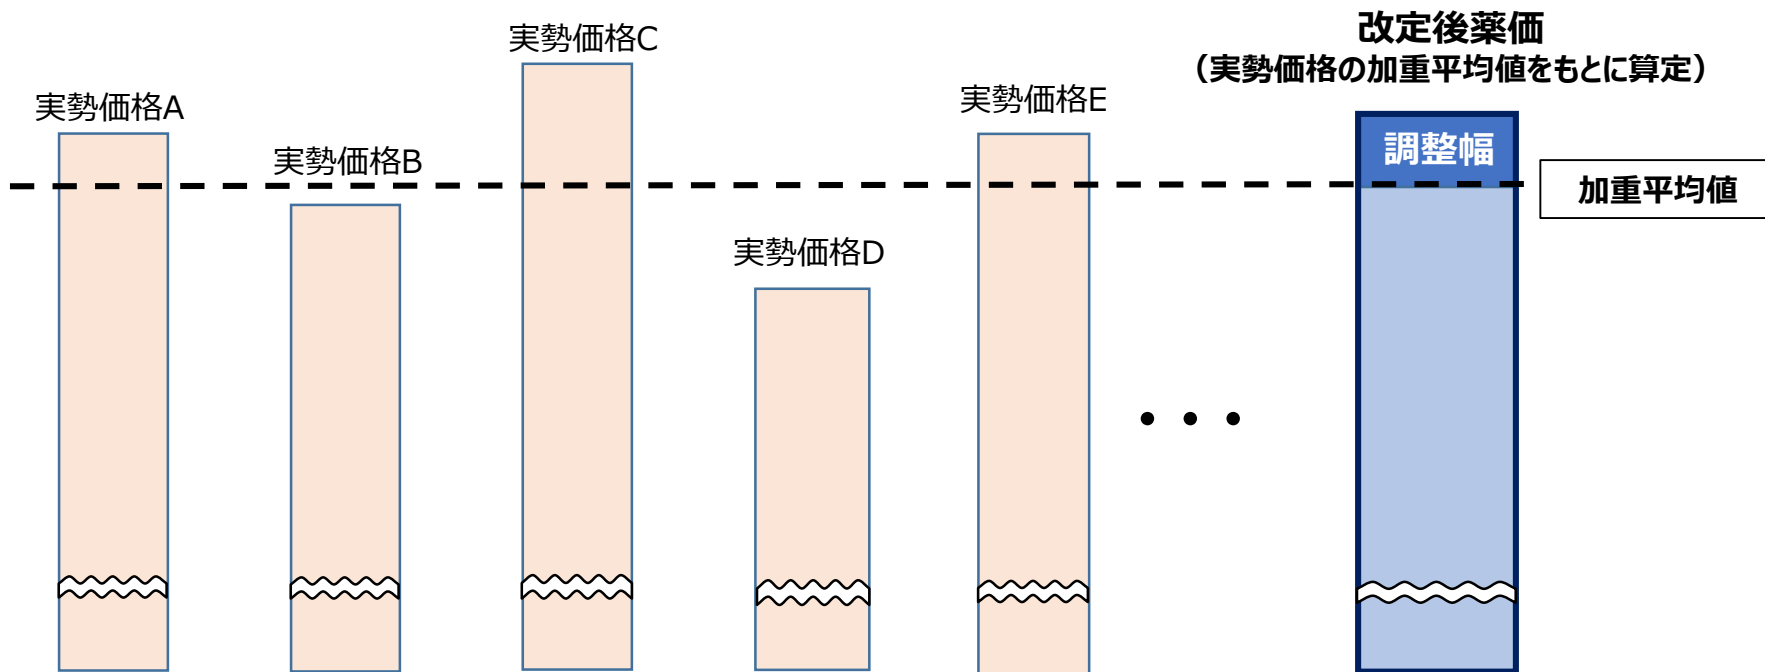 実勢価格A
実勢価格B
実勢価格C
実勢価格D
実勢価格E
・・・
改定後薬価
（実勢価格の加重平均値をもとに算定）
調整幅
加重平均値